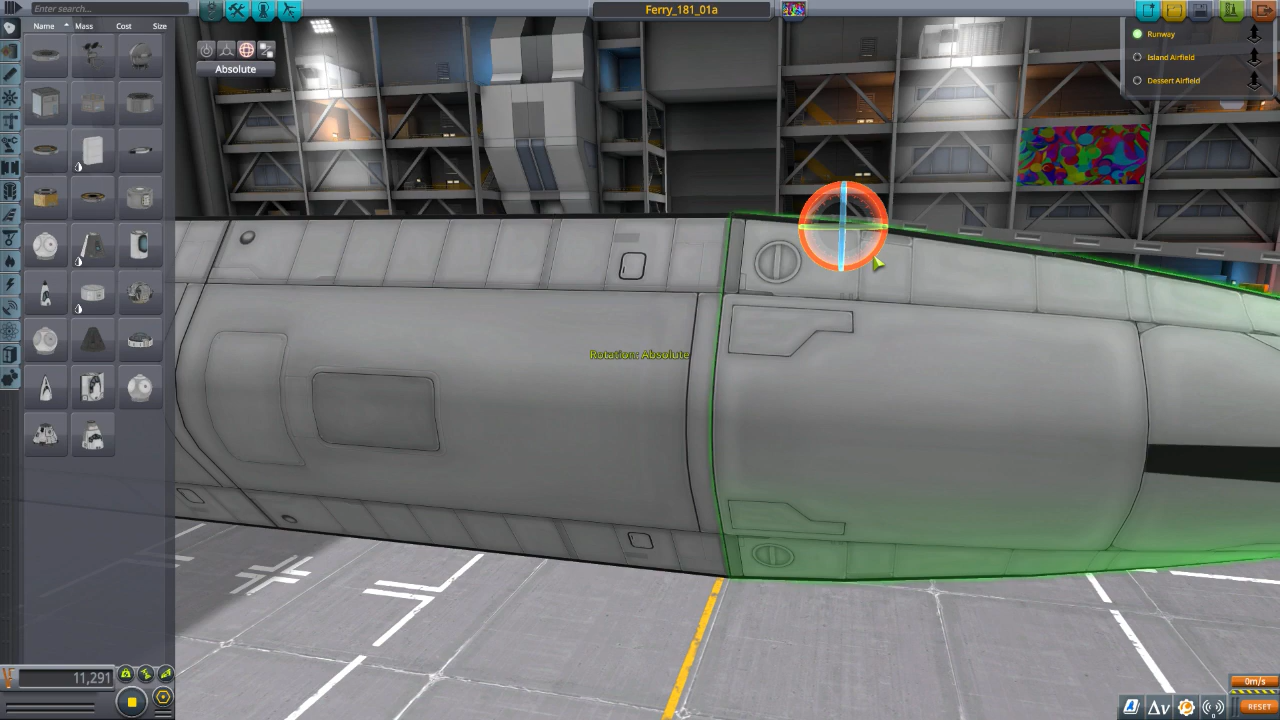 Enter search...
Ferry_181_01a
Name Mass Cost Size
Runway
Island Airfield
Dessert Airfield
Absolute
Rotation: Absolute
11,291
0m/s
Δv
RESET